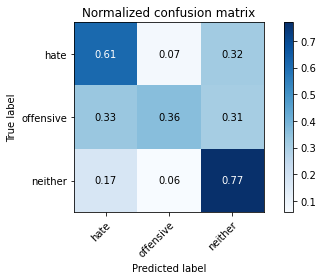 Normalized confusion matrix
hate 0.61 0.07 0.32
offensive 0.33 0.36 0.31
neither 0.17 0.06 0.77
hate offensive neither
True label
Predicted label
0.7
0.6
0.5
0.4
0.3
0.2
0.1